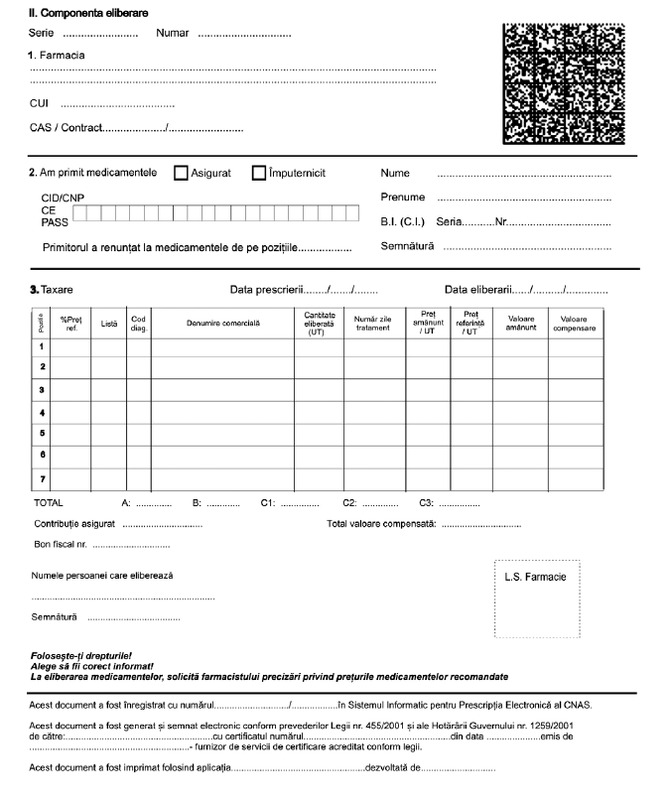 II. Componenta eliberare
Serie .......................... Numar ................................
1. Farmacia
CUI .......................................
CAS / Contract...................../..........................
2. Am primit medicamentele Asigurat Împuternicit
Nume
Prenume
CID/CNP
CE
PASS
B.I. (C.I.) Seria...........Nr....................................
Primitorul a renunțat la medicamentele de pe pozițiile...................
Semnătură
3. Taxare Data prescrierii......../......./........ Data eliberarii....../........../..............
Poziție %Preț ref. Listă Cod diag. Denumire comercială Cantitate eliberată (UT) Număr zile tratament Preț amănunt / UT Preț referință / UT Valoare amănunt Valoare compensare
1
2
3
4
5
6
7
TOTAL A: ............. B: ............ C1: .............. C2: ............. C3: ...............
Contribuție asigurat ............................. Total valoare compensată: .............................
Bon fiscal nr. ............................
Numele persoanei care eliberează
L.S. Farmacie
Semnătură ..................................
Folosește-ți drepturile!
Alege să fii corect informat!
La eliberarea medicamentelor, solicită farmacistului precizări privind prețurile medicamentelor recomandate
Acest document a fost înregistrat cu numărul.........................../.................în Sistemul Informatic pentru Prescripția Electronică al CNAS.
Acest document a fost generat și semnat electronic conform prevederilor Legii nr. 455/2001 și ale Hotărârii Guvernului nr. 1259/2001
de către:.....................................................cu certificatul numărul.....................................................din data ...................emis de
..........................................................- furnizor de servicii de certificare acreditat conform legii.
Acest document a fost imprimat folosind aplicația.................................................dezvoltată de...........................